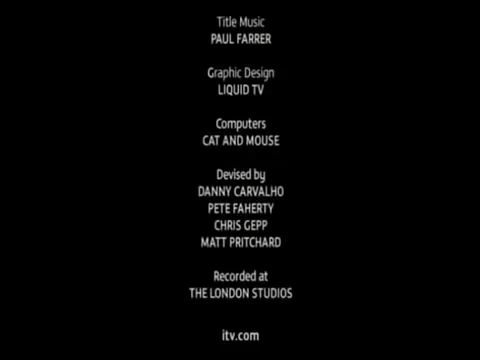 Title Music
PAUL FARRER
Graphic Design
LIQUID TV
Computers
CAT AND MOUSE
Devised by
DANNY CARVALHO
PETE FAHERTY
CHRIS GEPP
MATT PRITCHARD
Recorded at
THE LONDON STUDIOS
itv.com